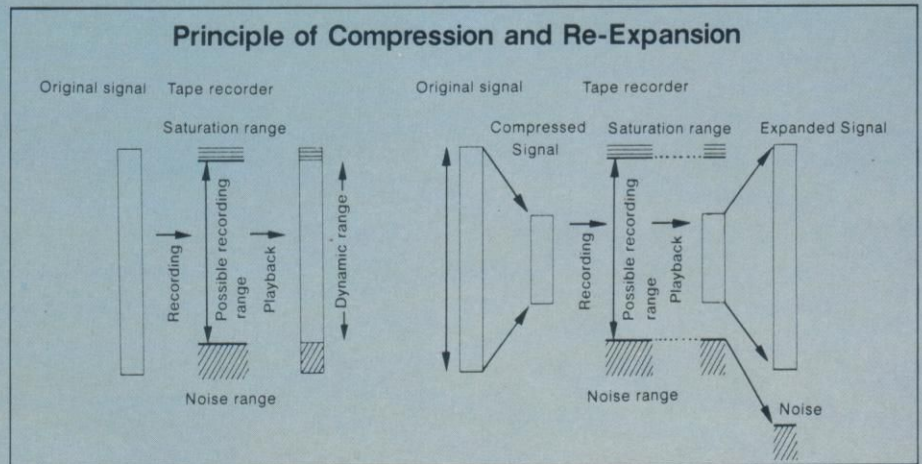 Principle of Compression and Re-Expansion
Original signal
Tape recorder
Saturation range
Recording
Possible recording
range
Playback
Dynamic range
Noise range
Original signal
Compressed
Signal
Tape recorder
Saturation range
Expanded Signal
Recording
Possible recording
range
Playback
Noise range
Noise